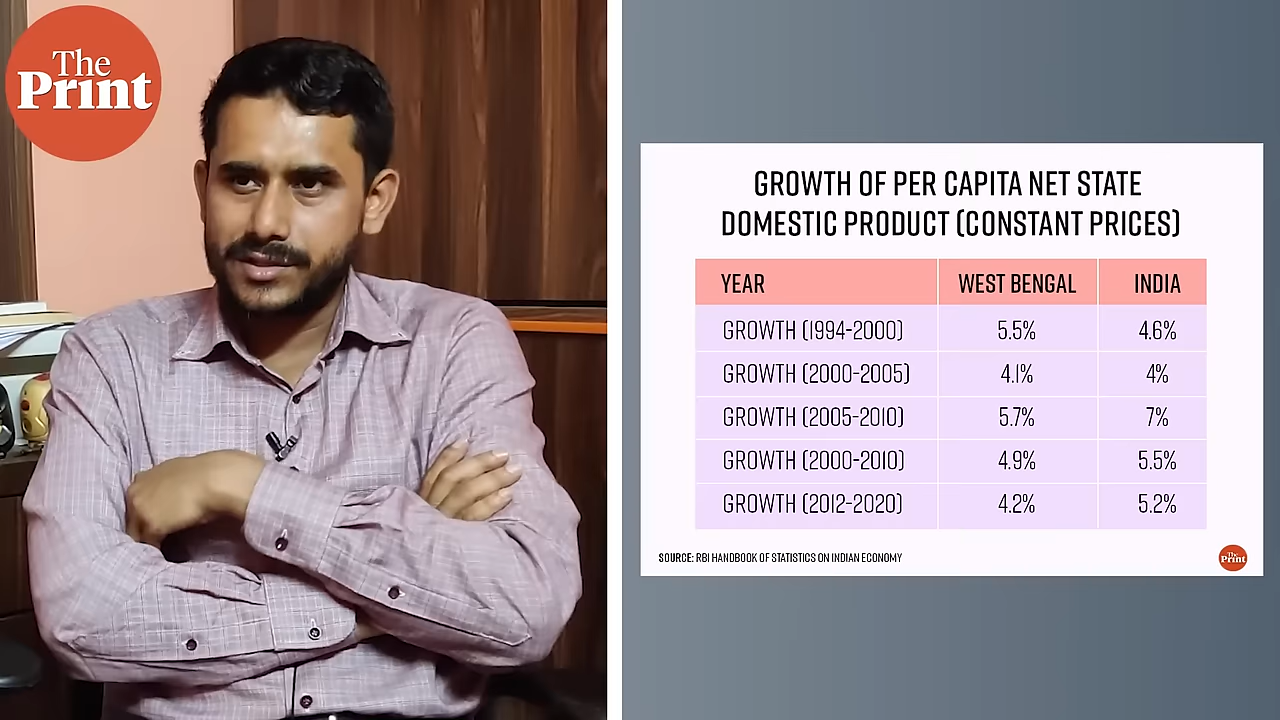 The
Print
GROWTH OF PER CAPITA NET STATE
DOMESTIC PRODUCT (CONSTANT PRICES)
YEAR WEST BENGAL INDIA
GROWTH (1994-2000) 5.5% 4.6%
GROWTH (2000-2005) 4.1% 4%
GROWTH (2005-2010) 5.7% 7%
GROWTH (2000-2010) 4.9% 5.5%
GROWTH (2012-2020) 4.2% 5.2%
SOURCE: RBI HANDBOOK OF STATISTICS ON INDIAN ECONOMY
The
Print